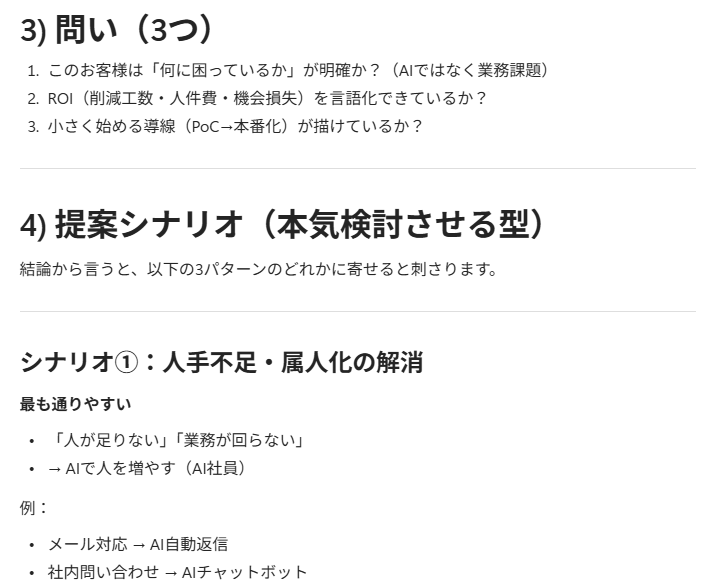 3) 問い（3つ）
1. このお客様は「何に困っているか」が明確か？（AIではなく業務課題）
2. ROI（削減工数・人件費・機会損失）を言語化できているか？
3. 小さく始める導線（PoC→本番化）が描けているか？
4) 提案シナリオ（本気検討させる型）
結論から言うと、以下の3パターンのどれかに寄せると刺さります。
シナリオ①：人手不足・属人化の解消
最も通りやすい
• 「人が足りない」「業務が回らない」
• → AIで人を増やす（AI社員）
例：
• メール対応 → AI自動返信
• 社内問い合わせ → AIチャットボット